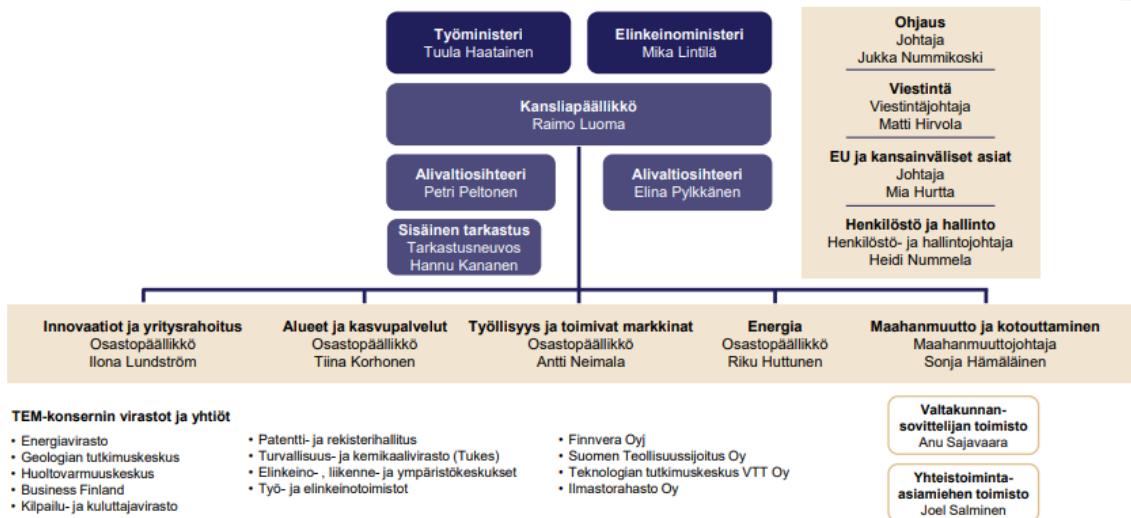 Työministeri
Tuula Haatainen
Elinkeinoministeri
Mika Lintilä
Kansliapäällikkö
Raimo Luoma
Alivaltiosihteeri
Petri Peltonen
Alivaltiosihteeri
Elina Pylkkänen
Sisäinen tarkastus
Tarkastusneuvos
Hannu Kananen
Ohjaus
Johtaja
Jukka Nummikoski
Viestintä
Viestintäjohtaja
Matti Hirvola
EU ja kansainväliset asiat
Johtaja
Mia Hurtta
Henkilöstö ja hallinto
Henkilöstö- ja hallintojohtaja
Heidi Nummela
Innovaatiot ja yritysrahoitus
Osastopäällikkö
Ilona Lundström
Alueet ja kasvupalvelut
Osastopäällikkö
Tiina Korhonen
Työllisyys ja toimivat markkinat
Osastopäällikkö
Antti Neimala
Energia
Osastopäällikkö
Riku Huttunen
Maahanmuutto ja kotouttaminen
Maahanmuuttojohtaja
Sonja Hämäläinen
TEM-konsernin virastot ja yhtiöt
• Energiavirasto
• Geologian tutkimuskeskus
• Huoltovarmuuskeskus
• Business Finland
• Kilpailu- ja kuluttajavirasto
• Patentti- ja rekisterihallitus
• Turvallisuus- ja kemikaalivirasto (Tukes)
• Elinkeino- , liikenne- ja ympäristökeskukset
• Työ- ja elinkeinotoimistot
• Finnvera Oyj
• Suomen Teollisuussijoitus Oy
• Teknologian tutkimuskeskus VTT Oy
• Ilmastorahasto Oy
Valtakunnan-
sovittelijan toimisto
Anu Sajavaara
Yhteistoiminta-
asiamiehen toimisto
Joel Salminen